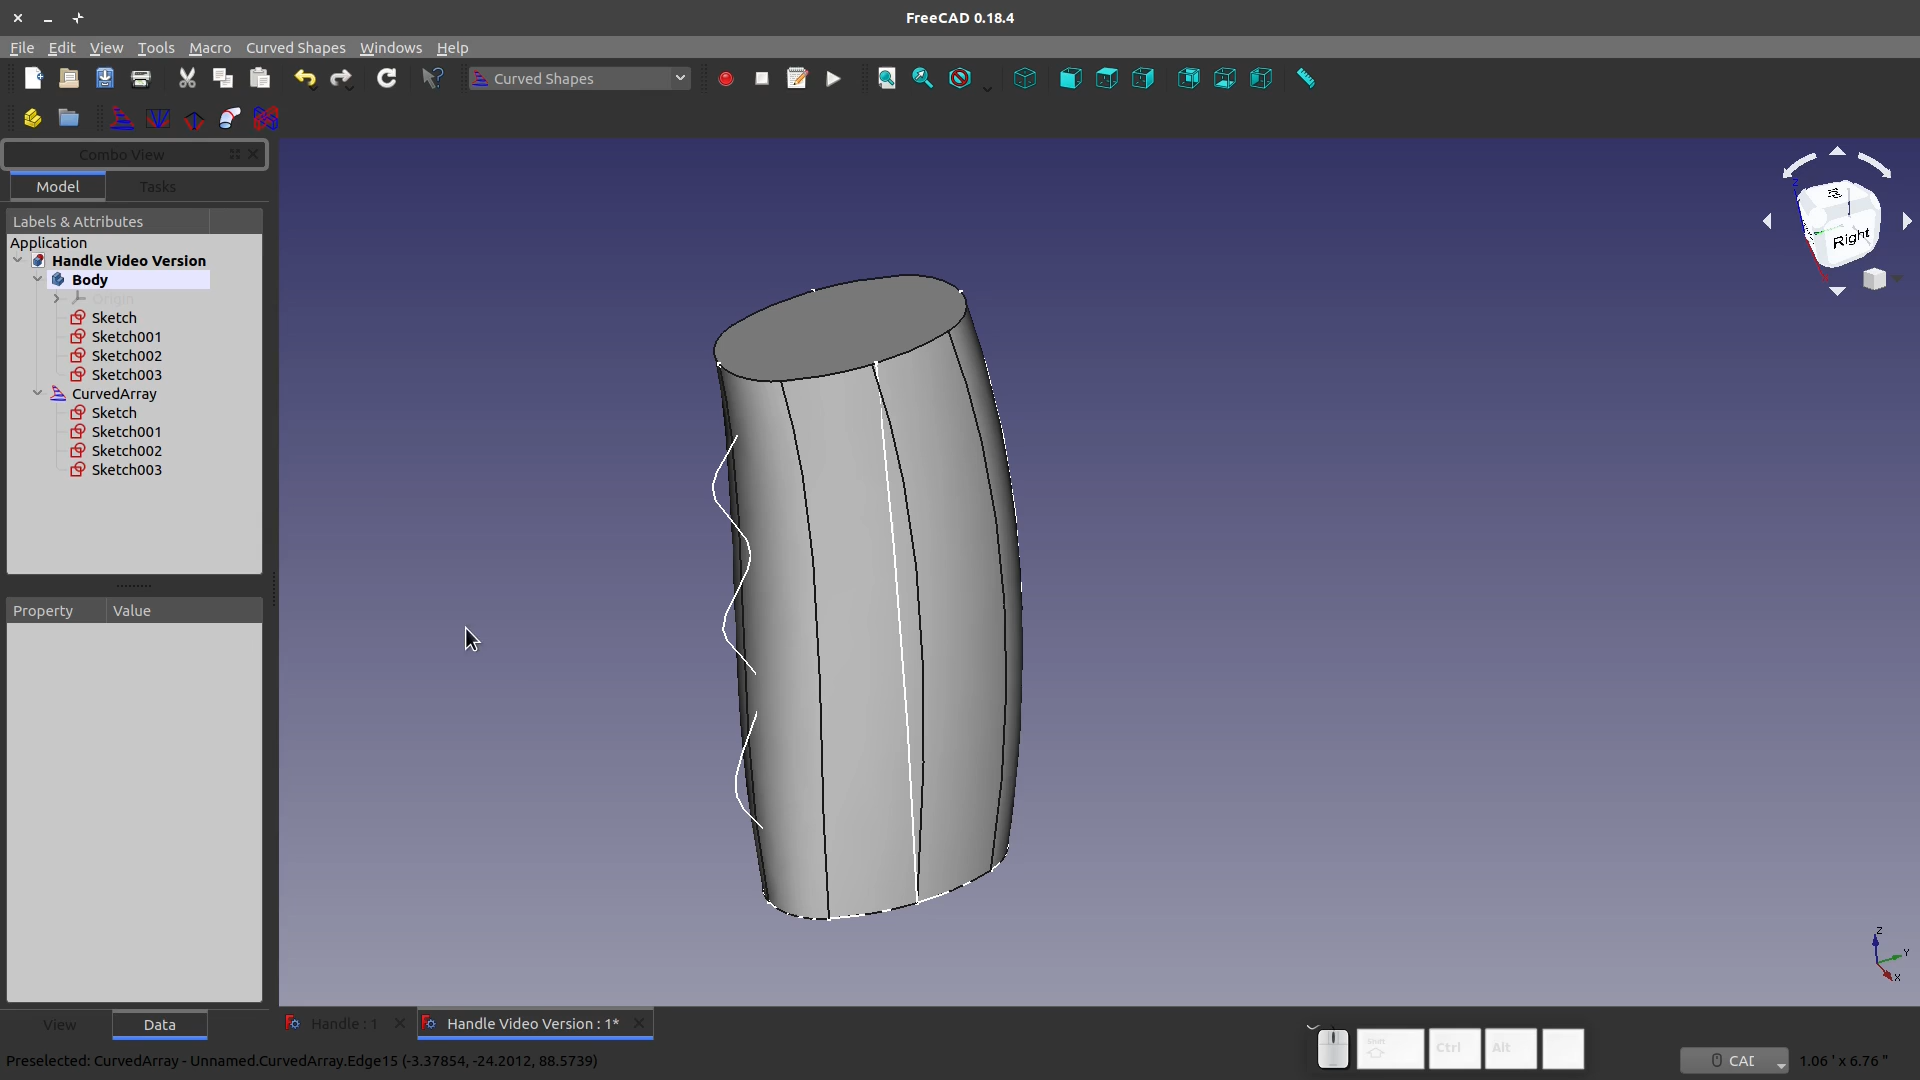 FreeCAD 0.18.4
File Edit View Tools Macro Curved Shapes Windows Help
Curved Shapes
Combo View
Model Tasks
Labels & Attributes
Application
Handle Video Version
Body
Origin
Sketch
Sketch001
Sketch002
Sketch003
CurvedArray
Sketch
Sketch001
Sketch002
Sketch003
Property Value
Right
Z
Z
Y
X
View Data
Handle : 1
Handle Video Version : 1*
Preselected: CurvedArray - Unnamed.CurvedArray.Edge15 (-3.37854, -24.2012, 88.5739)
Shift Ctrl Alt
CAD
1.06 ' x 6.76 "